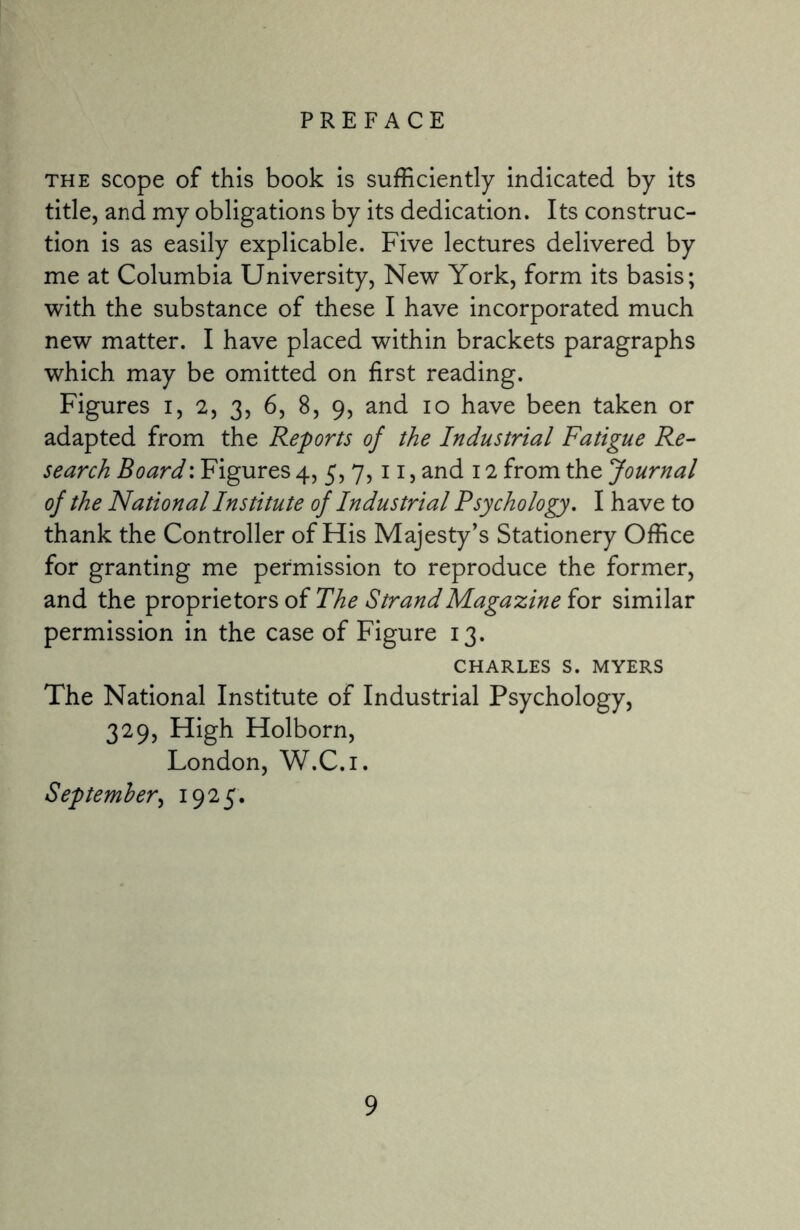 PREFACE
THE scope of this book is sufficiently indicated by its
title, and my obligations by its dedication. Its construc-
tion is as easily explicable. Five lectures delivered by
me at Columbia University, New York, form its basis;
with the substance of these I have incorporated much
new matter. I have placed within brackets paragraphs
which may be omitted on first reading.
Figures 1, 2, 3, 6, 8, 9, and 10 have been taken or
adapted from the Reports of the Industrial Fatigue Re-
search Board: Figures 4, 5, 7, 11, and 12 from the Journal
of the National Institute of Industrial Psychology. I have to
thank the Controller of His Majesty's Stationery Office
for granting me permission to reproduce the former,
and the proprietors of The Strand Magazine for similar
permission in the case of Figure 13.
CHARLES S. MYERS
The National Institute of Industrial Psychology,
329, High Holborn,
London, W.C.1.
September, 1925.
9